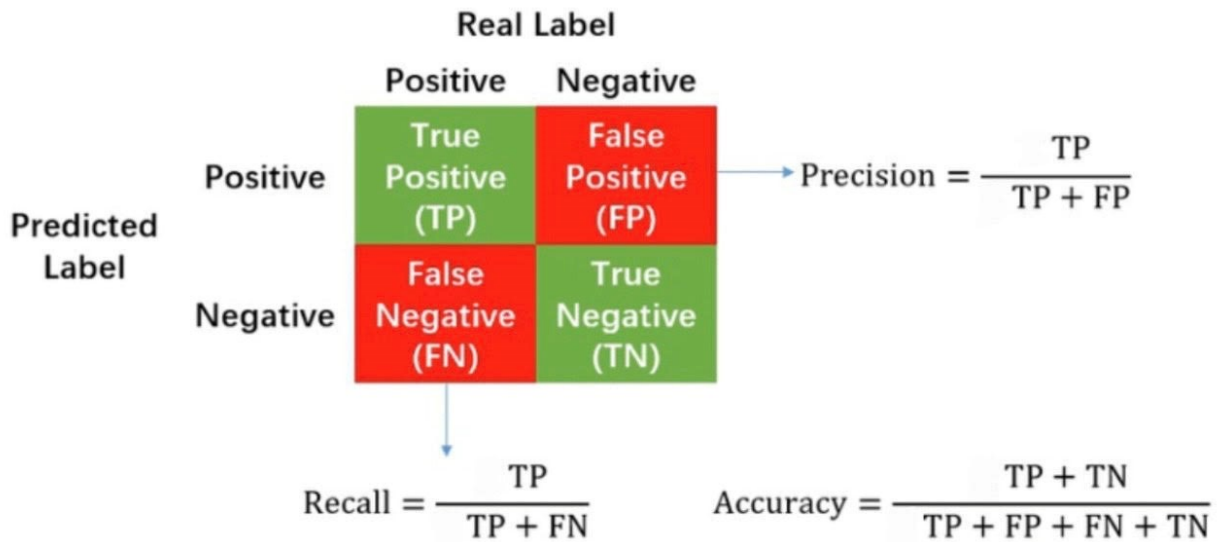 Real Label
Positive Negative
True
Positive
(TP)
False
Positive
(FP)
Positive
Precision = TP / TP + FP
Predicted
Label
Negative
False
Negative
(FN)
True
Negative
(TN)
Recall = TP / TP + FN
Accuracy = TP + TN / TP + FP + FN + TN